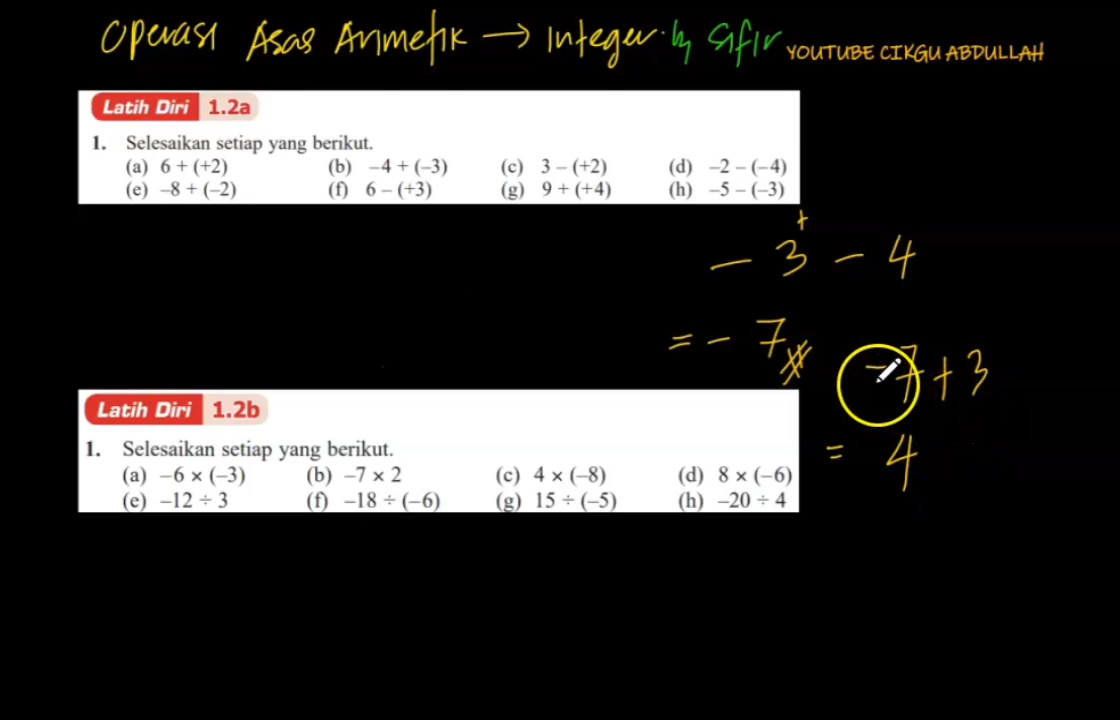 Operasi Asas Aritmetik → Integer
by Sifir
YOUTUBE CIKGU ABDULLAH
Latih Diri 1.2a
1. Selesaikan setiap yang berikut.
(a) 6 + (+2) (b) –4 + (–3) (c) 3 – (+2) (d) –2 – (–4)
(e) –8 + (–2) (f) 6 – (+3) (g) 9 + (+4) (h) –5 – (–3)
+
– 3 – 4
= – 7
–7 + 3
= 4
Latih Diri 1.2b
1. Selesaikan setiap yang berikut.
(a) –6 × (–3) (b) –7 × 2 (c) 4 × (–8) (d) 8 × (–6)
(e) –12 ÷ 3 (f) –18 ÷ (–6) (g) 15 ÷ (–5) (h) –20 ÷ 4